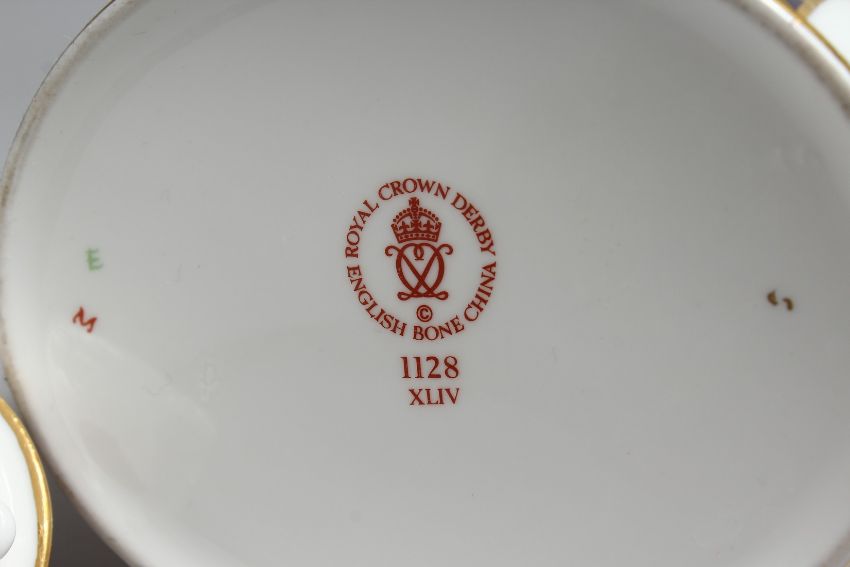 ROYAL CROWN DERBY
ENGLISH BONE CHINA
©
1128
XLIV
E
M